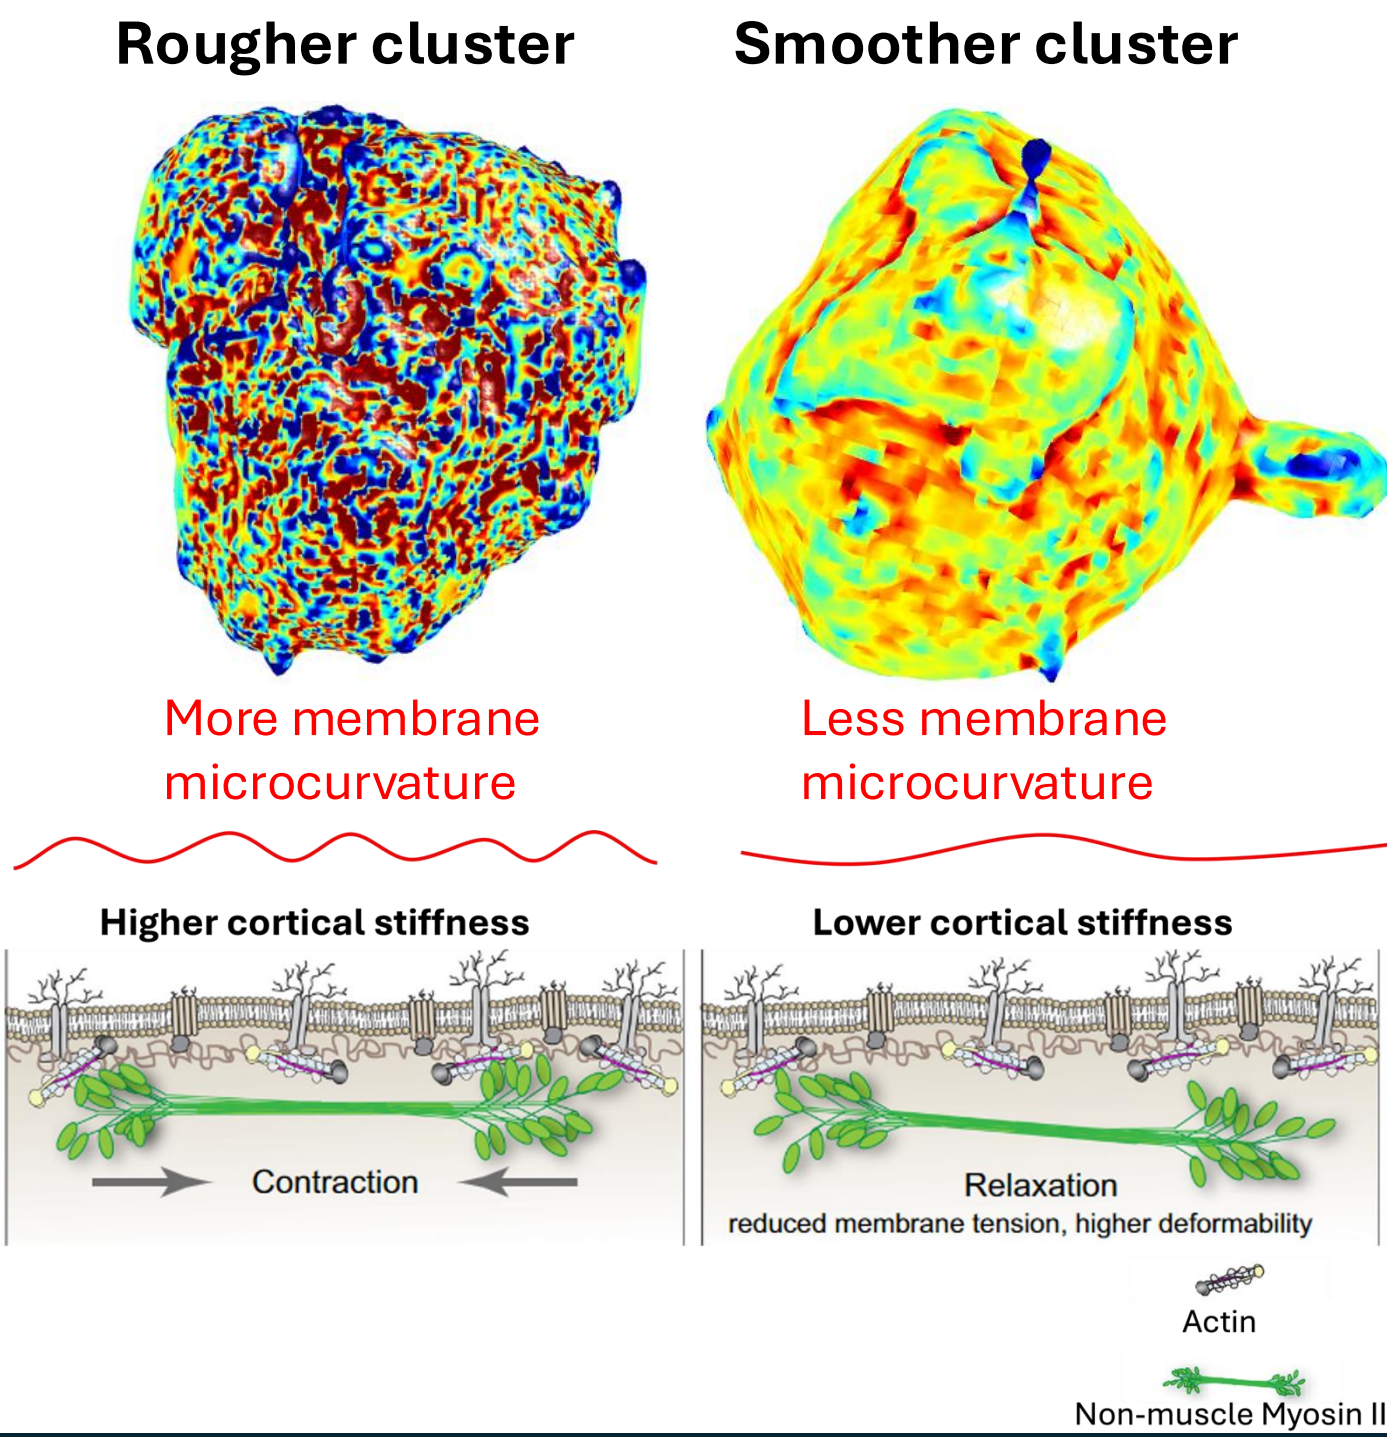 Rougher cluster
Smoother cluster
More membrane
microcurvature
Less membrane
microcurvature
Higher cortical stiffness
Lower cortical stiffness
Contraction
Relaxation
reduced membrane tension, higher deformability
Actin
Non-muscle Myosin II